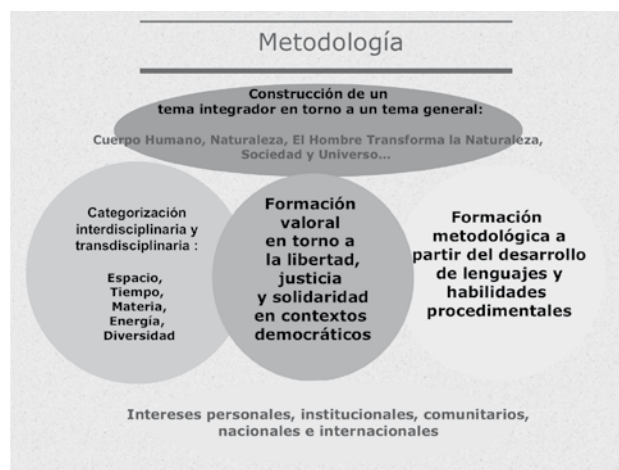 Metodología
Construcción de un
tema integrador en torno a un tema general:
Cuerpo Humano, Naturaleza, El Hombre Transforma la Naturaleza,
Sociedad y Universo...
Categorización
interdisciplinaria y
transdisciplinaria :
Espacio,
Tiempo,
Materia,
Energía,
Diversidad
Formación
valoral
en torno a
la libertad,
justicia
y solidaridad
en contextos
democráticos
Formación
metodológica a
partir del desarrollo
de lenguajes y
habilidades
procedimentales
Intereses personales, institucionales, comunitarios,
nacionales e internacionales